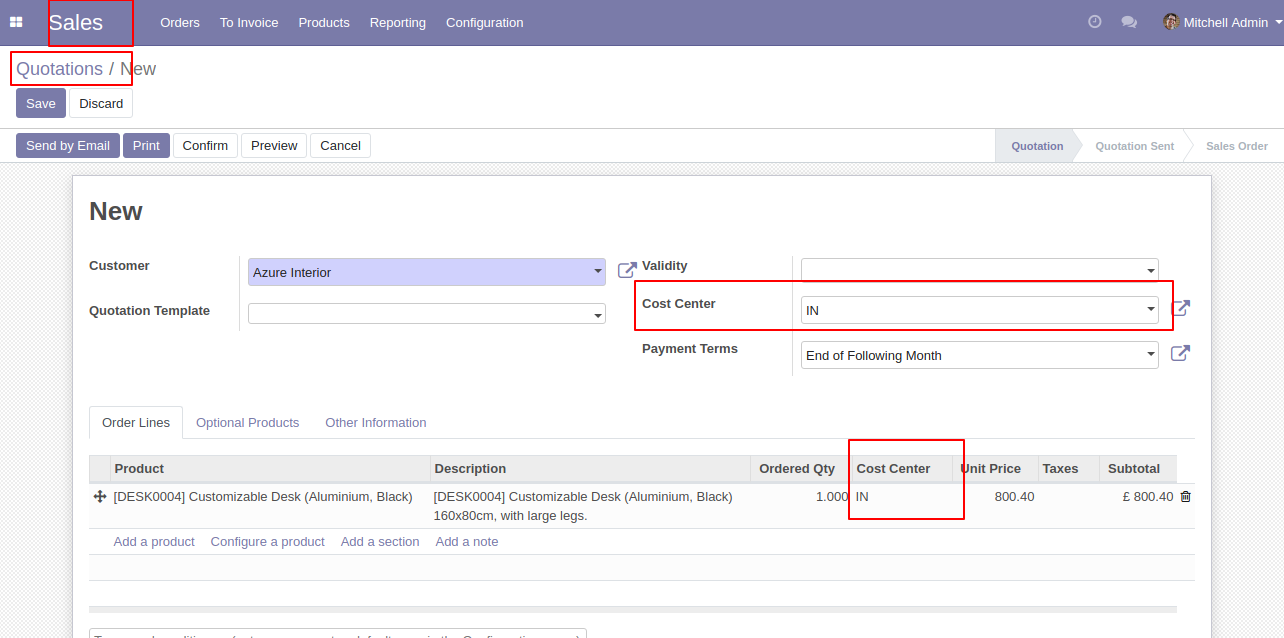 Sales Orders To Invoice Products Reporting Configuration Mitchell Admin
Quotations / New
Save Discard
Send by Email Print Confirm Preview Cancel Quotation Quotation Sent Sales Order
New
Customer Azure Interior Validity
Cost Center IN
Quotation Template
Payment Terms End of Following Month
Order Lines Optional Products Other Information
Product Description Ordered Qty Cost Center Unit Price Taxes Subtotal
[DESK0004] Customizable Desk (Aluminium, Black) [DESK0004] Customizable Desk (Aluminium, Black) 1.000 IN 800.40 £ 800.40
160x80cm, with large legs.
Add a product Configure a product Add a section Add a note